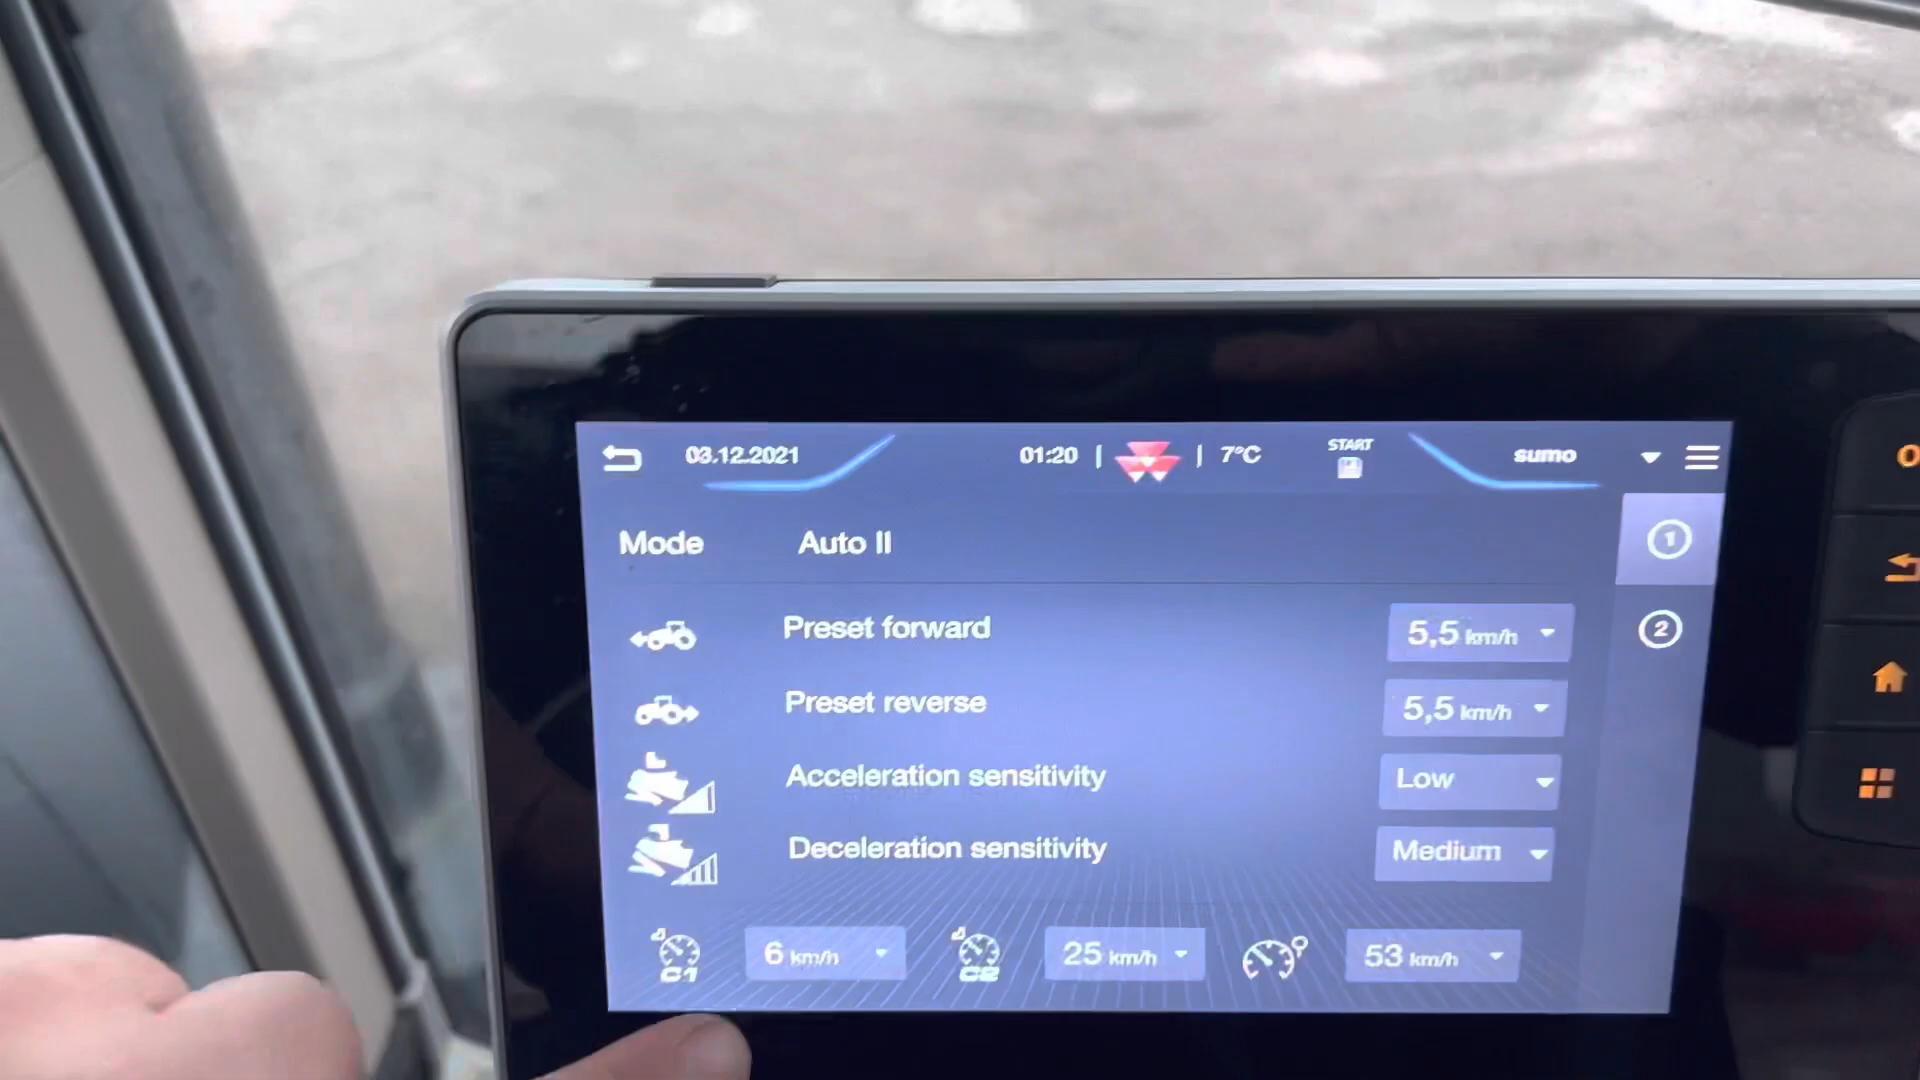 03.12.2021 01:20 | | 7°C START sumo
Mode Auto II 1
Preset forward 5,5 km/h 2
Preset reverse 5,5 km/h
Acceleration sensitivity Low
Deceleration sensitivity Medium
C1 6 km/h C2 25 km/h 53 km/h